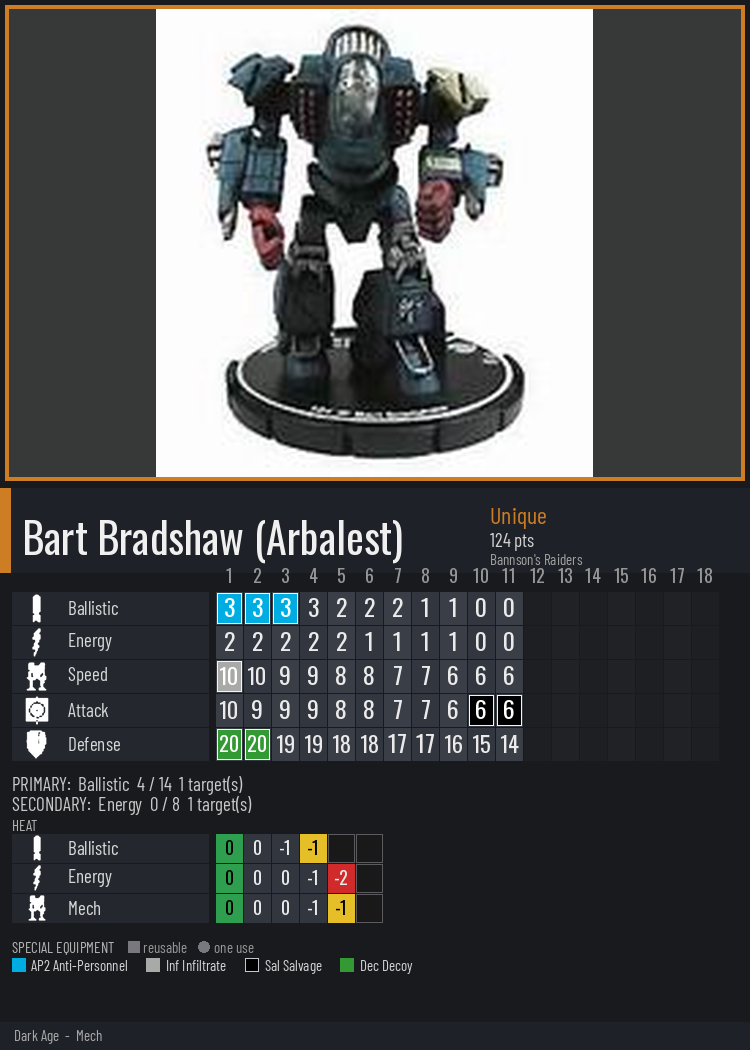 Bart Bradshaw (Arbalest)
Unique
124 pts
Bannson's Raiders
1 2 3 4 5 6 7 8 9 10 11 12 13 14 15 16 17 18
Ballistic 3 3 3 3 2 2 2 1 1 0 0
Energy 2 2 2 2 2 1 1 1 1 0 0
Speed 10 10 9 9 8 8 7 7 6 6 6
Attack 10 9 9 9 8 8 7 7 6 6 6
Defense 20 20 19 19 18 18 17 17 16 15 14
PRIMARY: Ballistic 4 / 14 1 target(s)
SECONDARY: Energy 0 / 8 1 target(s)
HEAT
Ballistic 0 0 -1 -1
Energy 0 0 0 -1 -2
Mech 0 0 0 -1 -1
SPECIAL EQUIPMENT reusable one use
AP2 Anti-Personnel Inf Infiltrate Sal Salvage Dec Decoy
Dark Age - Mech